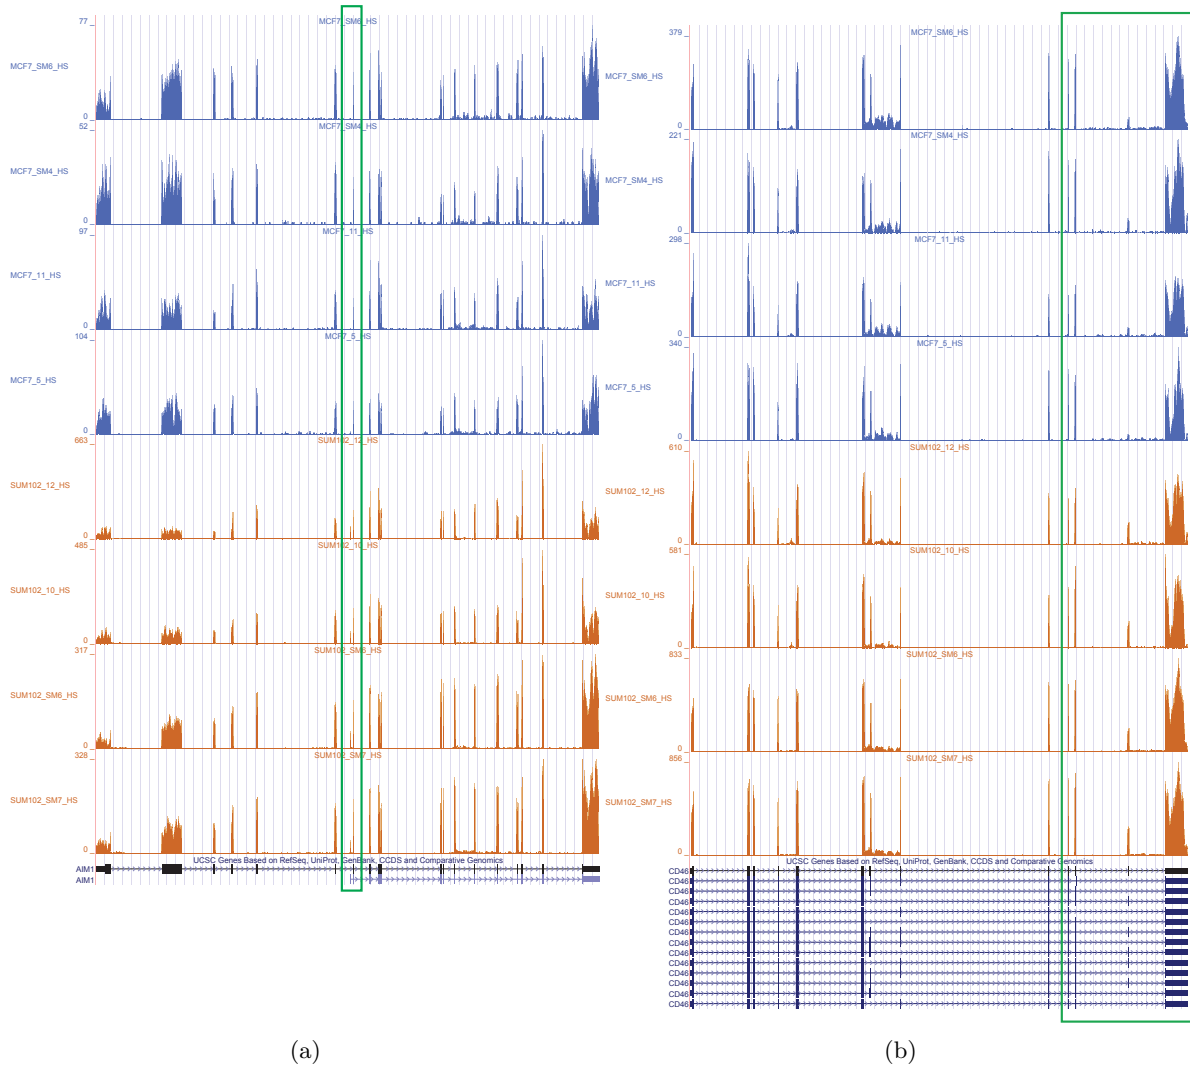 77 _
MCF7_SM6_HS
MCF7_SM6_HS
0 _
52 _
MCF7_SM4_HS
MCF7_SM4_HS
0 _
97 _
MCF7_11_HS
MCF7_11_HS
0 _
104 _
MCF7_5_HS
MCF7_5_HS
0 _
663 _
SUM102_12_HS
SUM102_12_HS
0 _
485 _
SUM102_10_HS
SUM102_10_HS
0 _
317 _
SUM102_SM6_HS
SUM102_SM6_HS
0 _
328 _
SUM102_SM7_HS
SUM102_SM7_HS
0 _
UCSC Genes Based on RefSeq, UniProt, GenBank, CCDS and Comparative Genomics
AIM1
AIM1
(a)
379 _
MCF7_SM6_HS
MCF7_SM6_HS
0 _
221 _
MCF7_SM4_HS
MCF7_SM4_HS
0 _
298 _
MCF7_11_HS
MCF7_11_HS
0 _
340 _
MCF7_5_HS
MCF7_5_HS
0 _
610 _
SUM102_12_HS
SUM102_12_HS
0 _
581 _
SUM102_10_HS
SUM102_10_HS
0 _
833 _
SUM102_SM6_HS
SUM102_SM6_HS
0 _
856 _
SUM102_SM7_HS
SUM102_SM7_HS
0 _
UCSC Genes Based on RefSeq, UniProt, GenBank, CCDS and Comparative Genomics
CD46
CD46
CD46
CD46
CD46
CD46
CD46
CD46
CD46
CD46
CD46
CD46
CD46
CD46
(b)